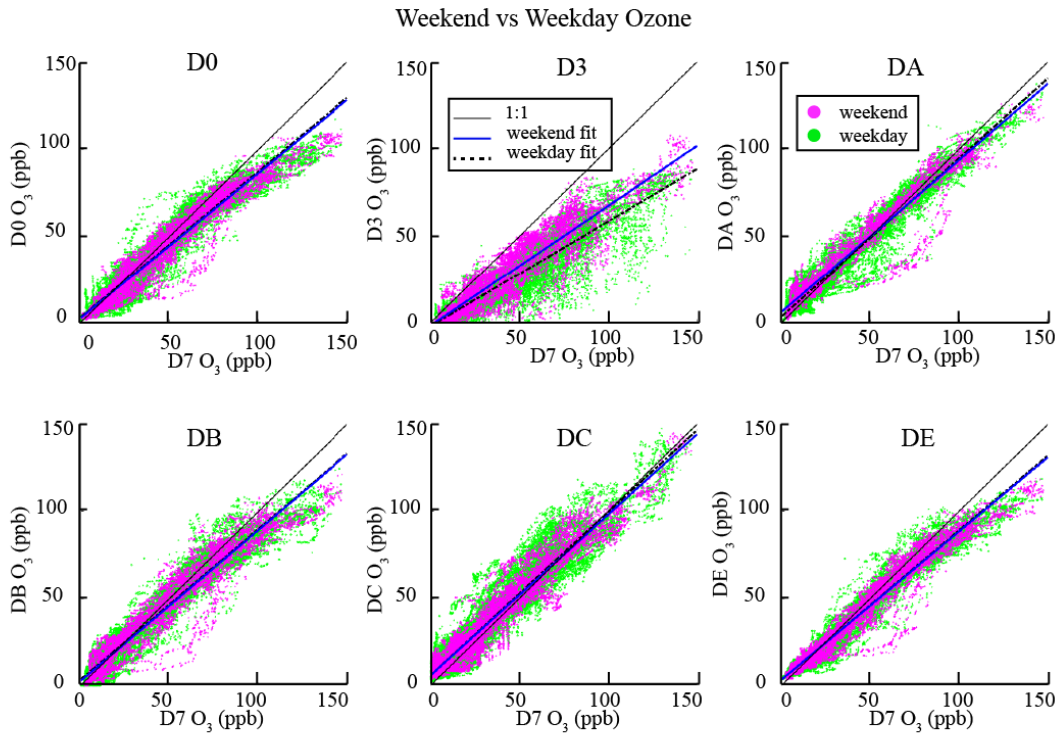 Weekend vs Weekday Ozone
D0
150
100
50
0
D0 O3 (ppb)
0 50 100 150
D7 O3 (ppb)
D3
150
100
50
0
D3 O3 (ppb)
1:1
weekend fit
weekday fit
0 50 100 150
D7 O3 (ppb)
DA
150
100
50
0
DA O3 (ppb)
weekend
weekday
0 50 100 150
D7 O3 (ppb)
DB
150
100
50
0
DB O3 (ppb)
0 50 100 150
D7 O3 (ppb)
DC
150
100
50
0
DC O3 (ppb)
0 50 100 150
D7 O3 (ppb)
DE
150
100
50
0
DE O3 (ppb)
0 50 100 150
D7 O3 (ppb)